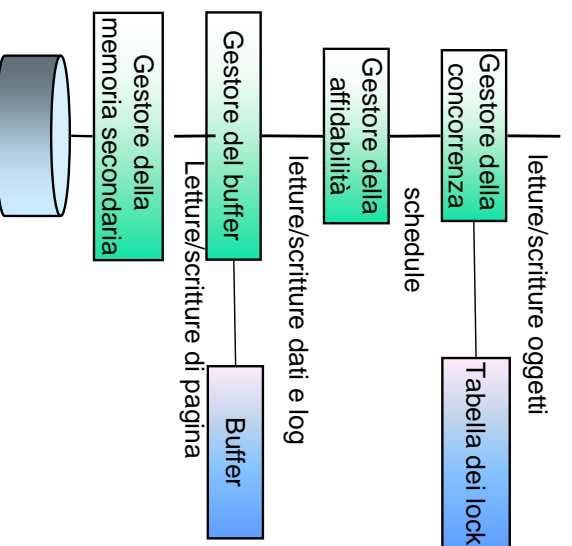 letture/scritture oggetti
Gestore della
concorrenza
Tabella dei lock
schedule
Gestore della
affidabilità
letture/scritture dati e log
Gestore del buffer
Buffer
Letture/scritture di pagina
Gestore della
memoria secondaria